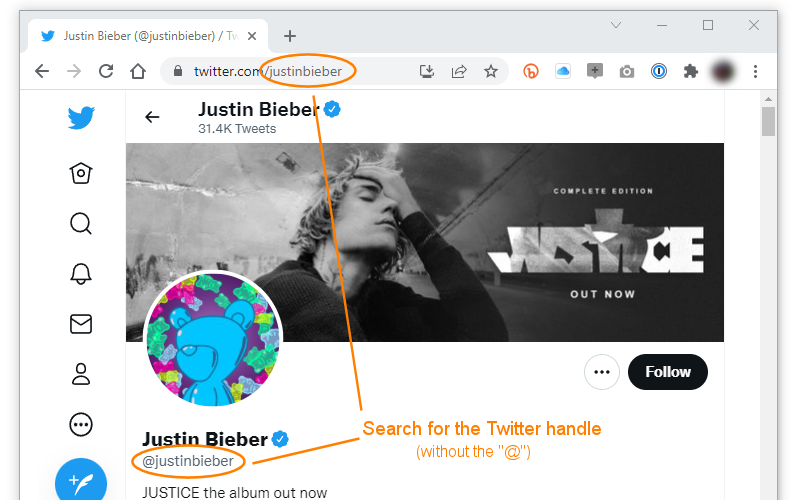 Justin Bieber (@justinbieber) / Tw
twitter.com/justinbieber
Justin Bieber
31.4K Tweets
COMPLETE EDITION
JUSTICE
OUT NOW
Follow
Search for the Twitter handle
(without the "@")
Justin Bieber
@justinbieber
JUSTICE the album out now